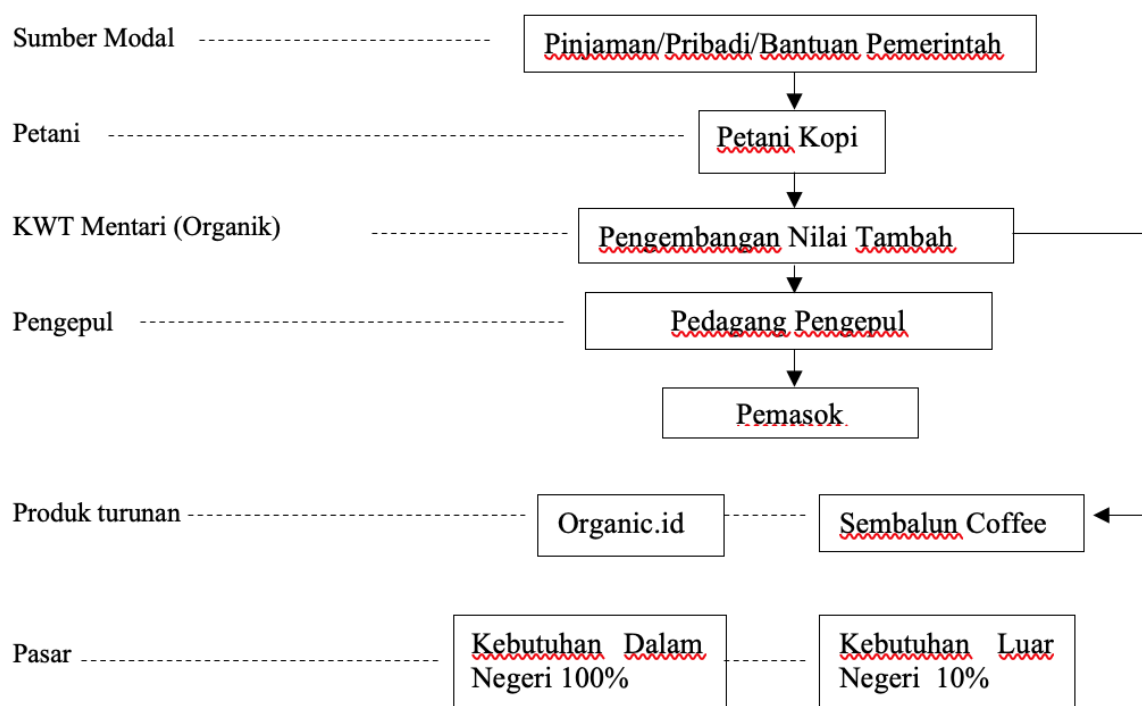 Sumber Modal
Pinjaman/Pribadi/Bantuan Pemerintah
Petani
Petani Kopi
KWT Mentari (Organik)
Pengembangan Nilai Tambah
Pengepul
Pedagang Pengepul
Pemasok
Produk turunan
Organic.id
Sembalun Coffee
Pasar
Kebutuhan Dalam
Negeri 100%
Kebutuhan Luar
Negeri 10%